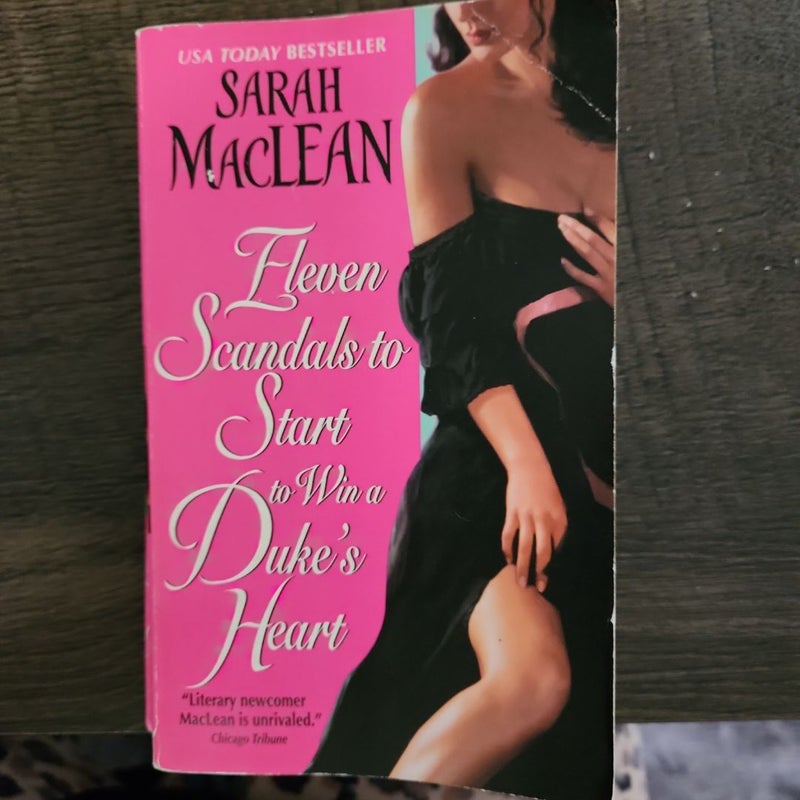 USA TODAY BESTSELLER
SARAH
MACLEAN
Eleven
Scandals to
Start
to Win a
Duke's
Heart
"Literary newcomer
MacLean is unrivaled."
Chicago Tribune